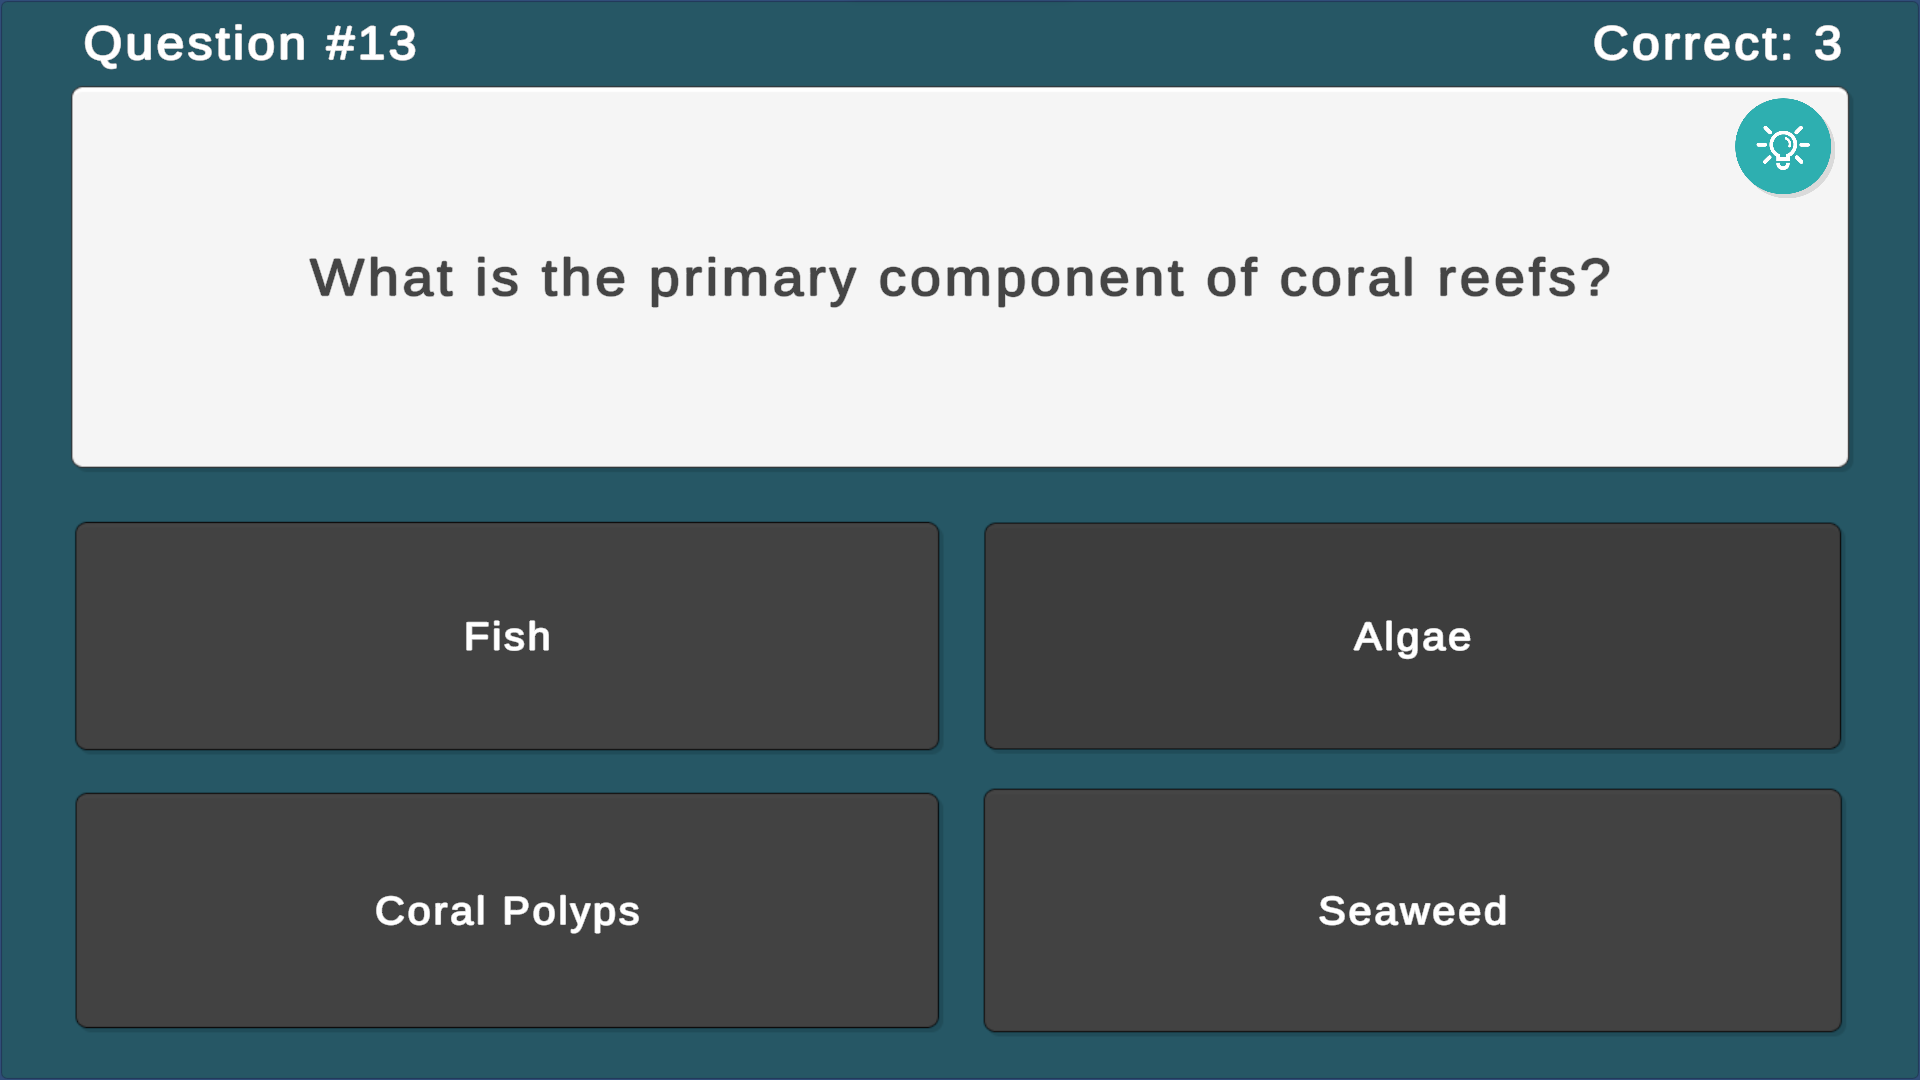 Question #13
Correct: 3
What is the primary component of coral reefs?
Fish
Algae
Coral Polyps
Seaweed